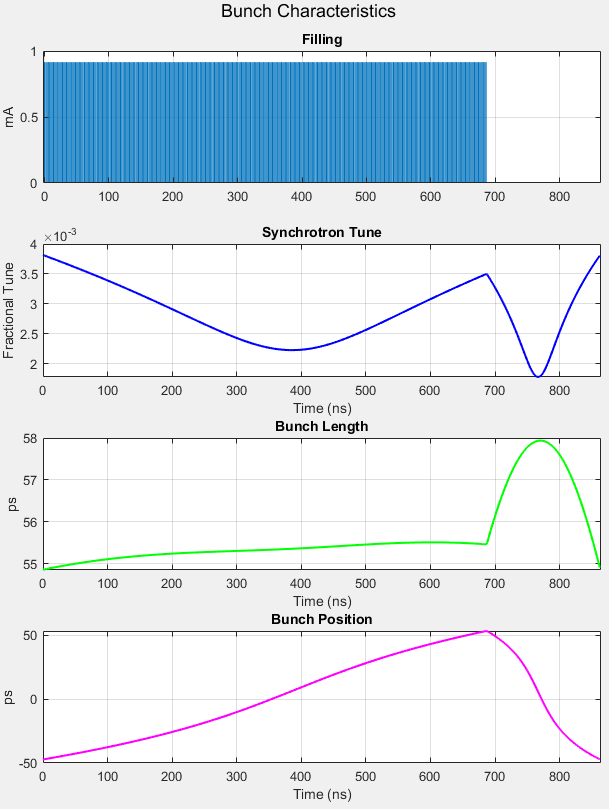 Bunch Characteristics
Filling
1
0.5
0
mA
0 100 200 300 400 500 600 700 800
Synchrotron Tune
×10-3
4
3.5
3
2.5
2
Fractional Tune
0 100 200 300 400 500 600 700 800
Time (ns)
Bunch Length
58
57
56
55
ps
0 100 200 300 400 500 600 700 800
Time (ns)
Bunch Position
50
0
-50
ps
0 100 200 300 400 500 600 700 800
Time (ns)